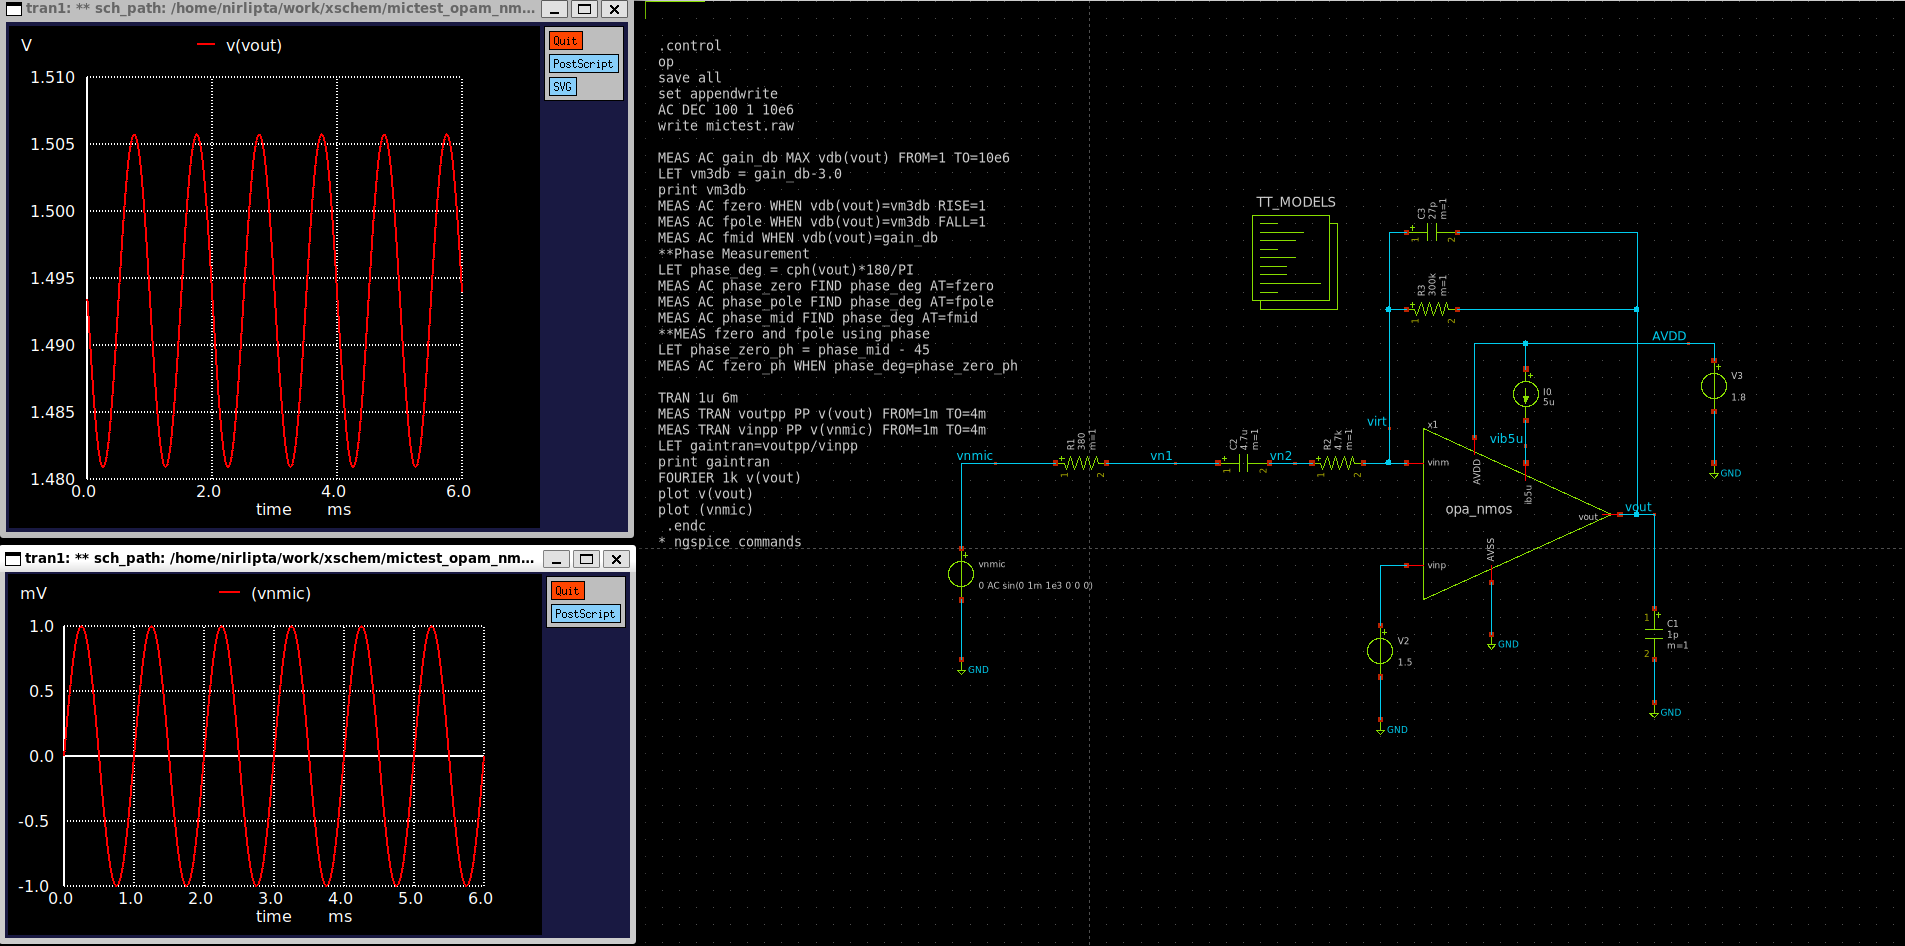 tran1: ** sch_path: /home/nirlipta/work/xschem/mictest_opam_nm...
V
v(vout)
Quit
PostScript
SVG
1.510
1.505
1.500
1.495
1.490
1.485
1.480
0.0
2.0
4.0
6.0
time
ms
tran1: ** sch_path: /home/nirlipta/work/xschem/mictest_opam_nm...
mV
(vnmic)
Quit
PostScript
1.0
0.5
0.0
-0.5
-1.0
0.0
1.0
2.0
3.0
4.0
5.0
6.0
time
ms
.control
op
save all
set appendwrite
AC DEC 100 1 10e6
write mictest.raw
MEAS AC gain_db MAX vdb(vout) FROM=1 TO=10e6
LET vm3db = gain_db-3.0
print vm3db
MEAS AC fzero WHEN vdb(vout)=vm3db RISE=1
MEAS AC fpole WHEN vdb(vout)=vm3db FALL=1
MEAS AC fmid WHEN vdb(vout)=gain_db
**Phase Measurement
LET phase_deg = cph(vout)*180/PI
MEAS AC phase_zero FIND phase_deg AT=fzero
MEAS AC phase_pole FIND phase_deg AT=fpole
MEAS AC phase_mid FIND phase_deg AT=fmid
**MEAS fzero and fpole using phase
LET phase_zero_ph = phase_mid - 45
MEAS AC fzero_ph WHEN phase_deg=phase_zero_ph
TRAN 1u 6m
MEAS TRAN voutpp PP v(vout) FROM=1m TO=4m
MEAS TRAN vinpp PP v(vnmic) FROM=1m TO=4m
LET gaintran=voutpp/vinpp
print gaintran
FOURIER 1k v(vout)
plot v(vout)
plot (vnmic)
.endc
* ngspice commands
TT_MODELS
C3
27p
m=1
1
2
R3
300k
m=1
1
2
AVDD
V3
1.8
GND
I0
5u
virt
vib5u
x1
vnmic
R1
380
m=1
1
2
vn1
C2
4.7u
m=1
1
2
vn2
R2
4.7k
m=1
1
2
vinm
AVDD
ib5u
opa_nmos
vout
vout
AVSS
vinp
GND
vnmic
0 AC sin(0 1m 1e3 0 0 0)
GND
V2
1.5
GND
1
C1
1p
m=1
2
GND